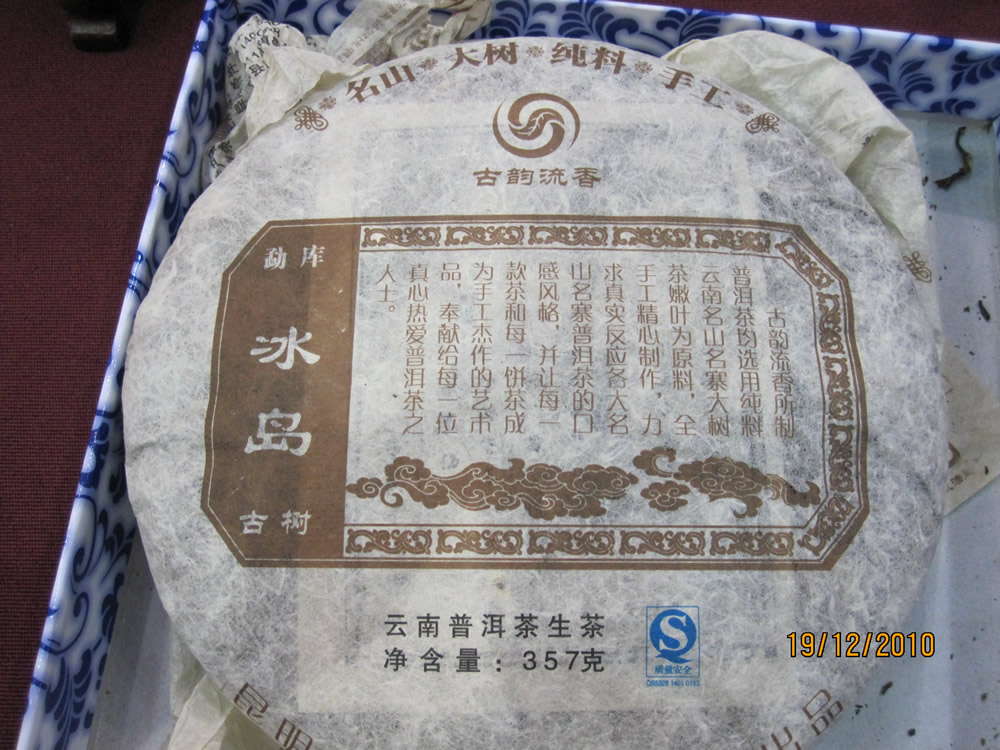 名山 大树 纯料 手工
古韵流香
勐库
冰岛
古树
古韵流香所制
普洱茶均选用纯料
云南名山名寨大树
茶嫩叶为原料，全
手工精心制作，力
求真实反应各大名
山名寨普洱茶的口
感风格，并让每一
款茶和每一饼茶成
为手工杰作的艺术
品，奉献给每一位
真心热爱普洱茶之
人士。
云南普洱茶生茶
净含量：357克
S
质量安全
昆明
品
19/12/2010